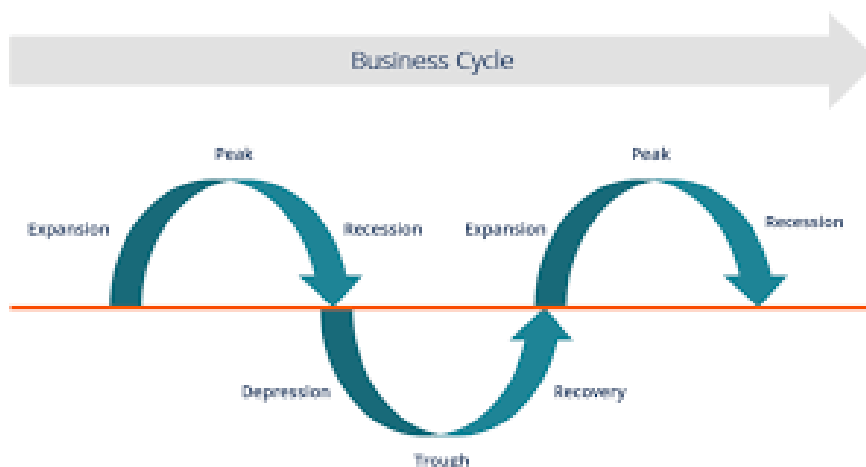 Business Cycle
Peak
Peak
Expansion
Recession
Expansion
Recession
Depression
Recovery
Trough